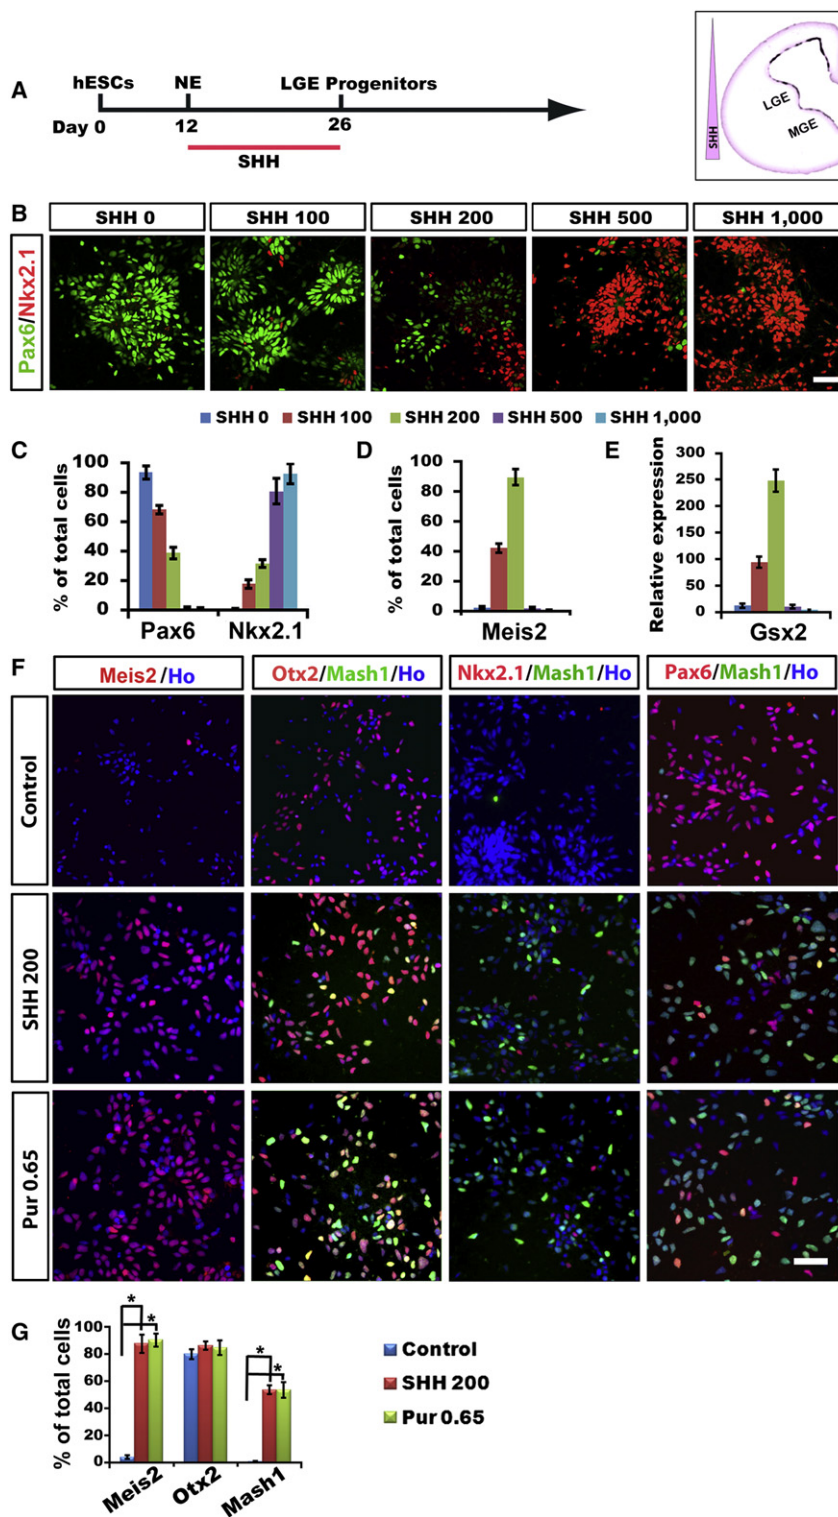 A
hESCs NE LGE Progenitors
Day 0 12 26
SHH
SHH
LGE
MGE
B
SHH 0 SHH 100 SHH 200 SHH 500 SHH 1,000
Pax6/Nkx2.1
SHH 0 SHH 100 SHH 200 SHH 500 SHH 1,000
C
% of total cells
100
80
60
40
20
0
Pax6 Nkx2.1
D
% of total cells
100
80
60
40
20
0
Meis2
E
Relative expression
300
250
200
150
100
50
0
Gsx2
F
Meis2/Ho Otx2/Mash1/Ho Nkx2.1/Mash1/Ho Pax6/Mash1/Ho
Control
SHH 200
Pur 0.65
G
% of total cells
100
80
60
40
20
0
* * * *
Meis2 Otx2 Mash1
Control
SHH 200
Pur 0.65